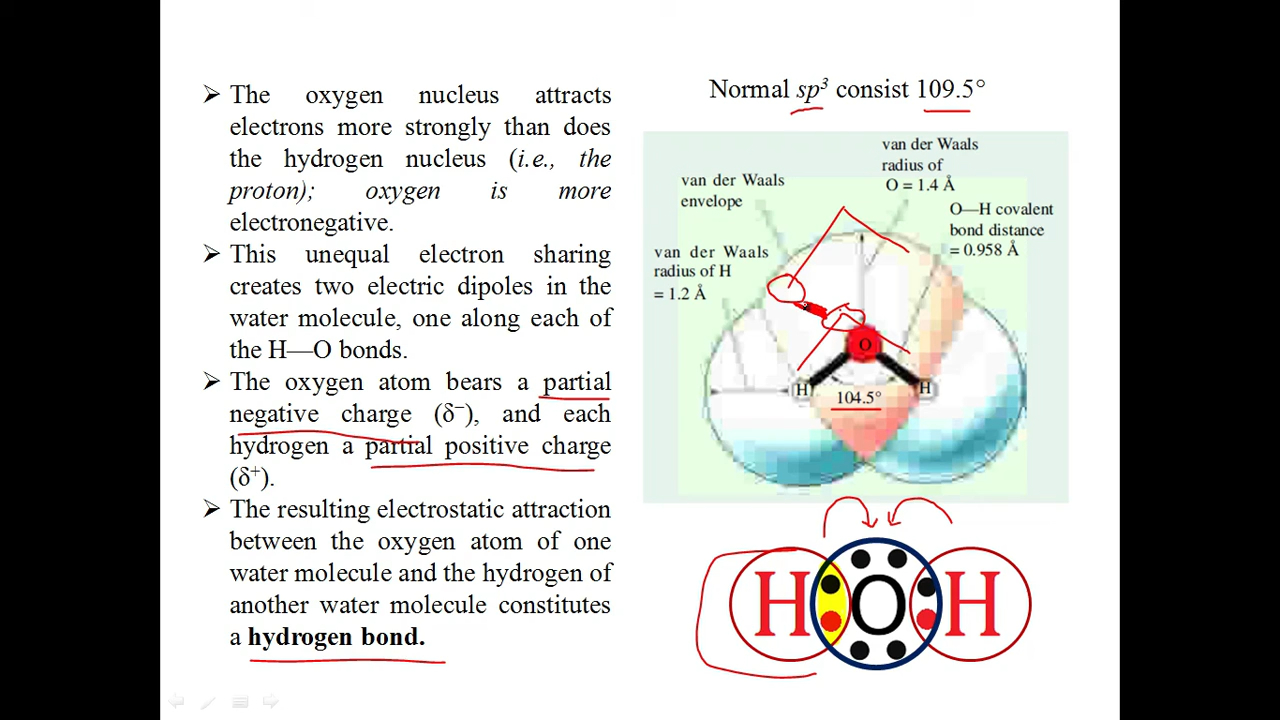 ➢ The oxygen nucleus attracts
electrons more strongly than does
the hydrogen nucleus (i.e., the
proton); oxygen is more
electronegative.
➢ This unequal electron sharing
creates two electric dipoles in the
water molecule, one along each of
the H—O bonds.
➢ The oxygen atom bears a partial
negative charge (δ⁻), and each
hydrogen a partial positive charge
(δ⁺).
➢ The resulting electrostatic attraction
between the oxygen atom of one
water molecule and the hydrogen of
another water molecule constitutes
a hydrogen bond.
Normal sp³ consist 109.5°
van der Waals
radius of
O = 1.4 Å
van der Waals
envelope
O—H covalent
bond distance
= 0.958 Å
van der Waals
radius of H
= 1.2 Å
O
H
H
104.5°
H O H